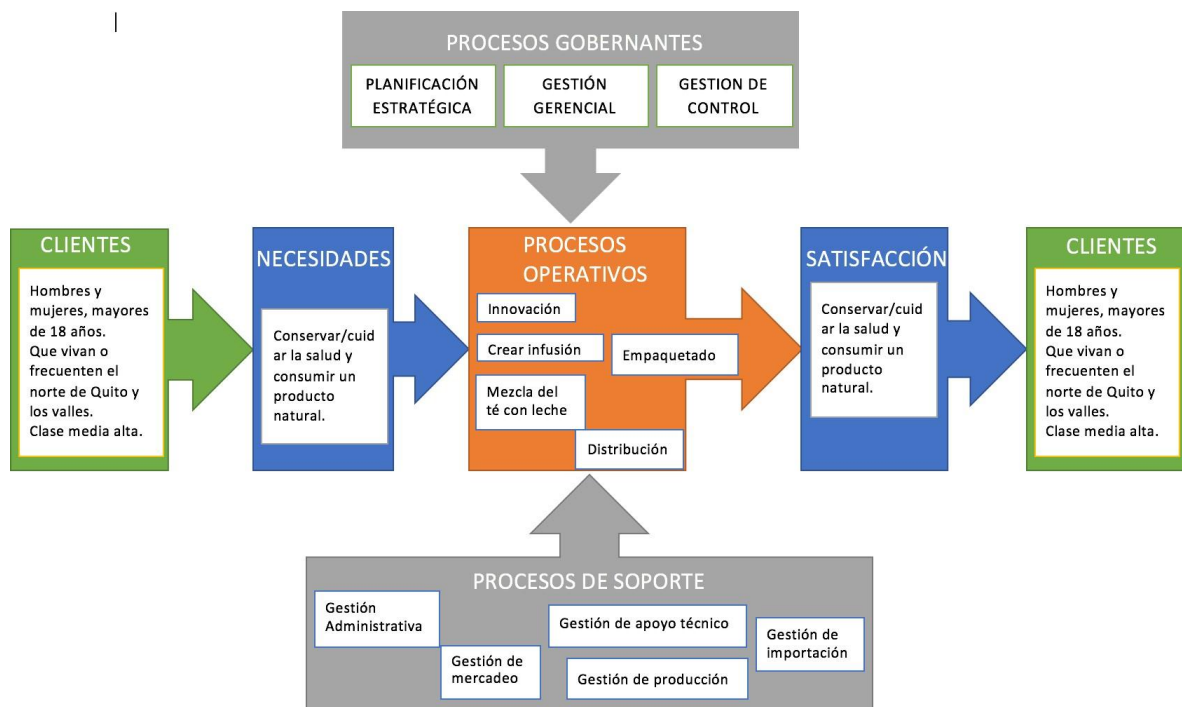 PROCESOS GOBERNANTES
PLANIFICACIÓN
ESTRATÉGICA
GESTIÓN
GERENCIAL
GESTION DE
CONTROL
CLIENTES
Hombres y
mujeres, mayores
de 18 años.
Que vivan o
frecuenten el
norte de Quito y
los valles.
Clase media alta.
NECESIDADES
Conservar/cuid
ar la salud y
consumir un
producto
natural.
PROCESOS
OPERATIVOS
Innovación
Crear infusión
Empaquetado
Mezcla del
té con leche
Distribución
SATISFACCIÓN
Conservar/cuid
ar la salud y
consumir un
producto
natural.
CLIENTES
Hombres y
mujeres, mayores
de 18 años.
Que vivan o
frecuenten el
norte de Quito y
los valles.
Clase media alta.
PROCESOS DE SOPORTE
Gestión
Administrativa
Gestión de
mercadeo
Gestión de apoyo técnico
Gestión de producción
Gestión de
importación